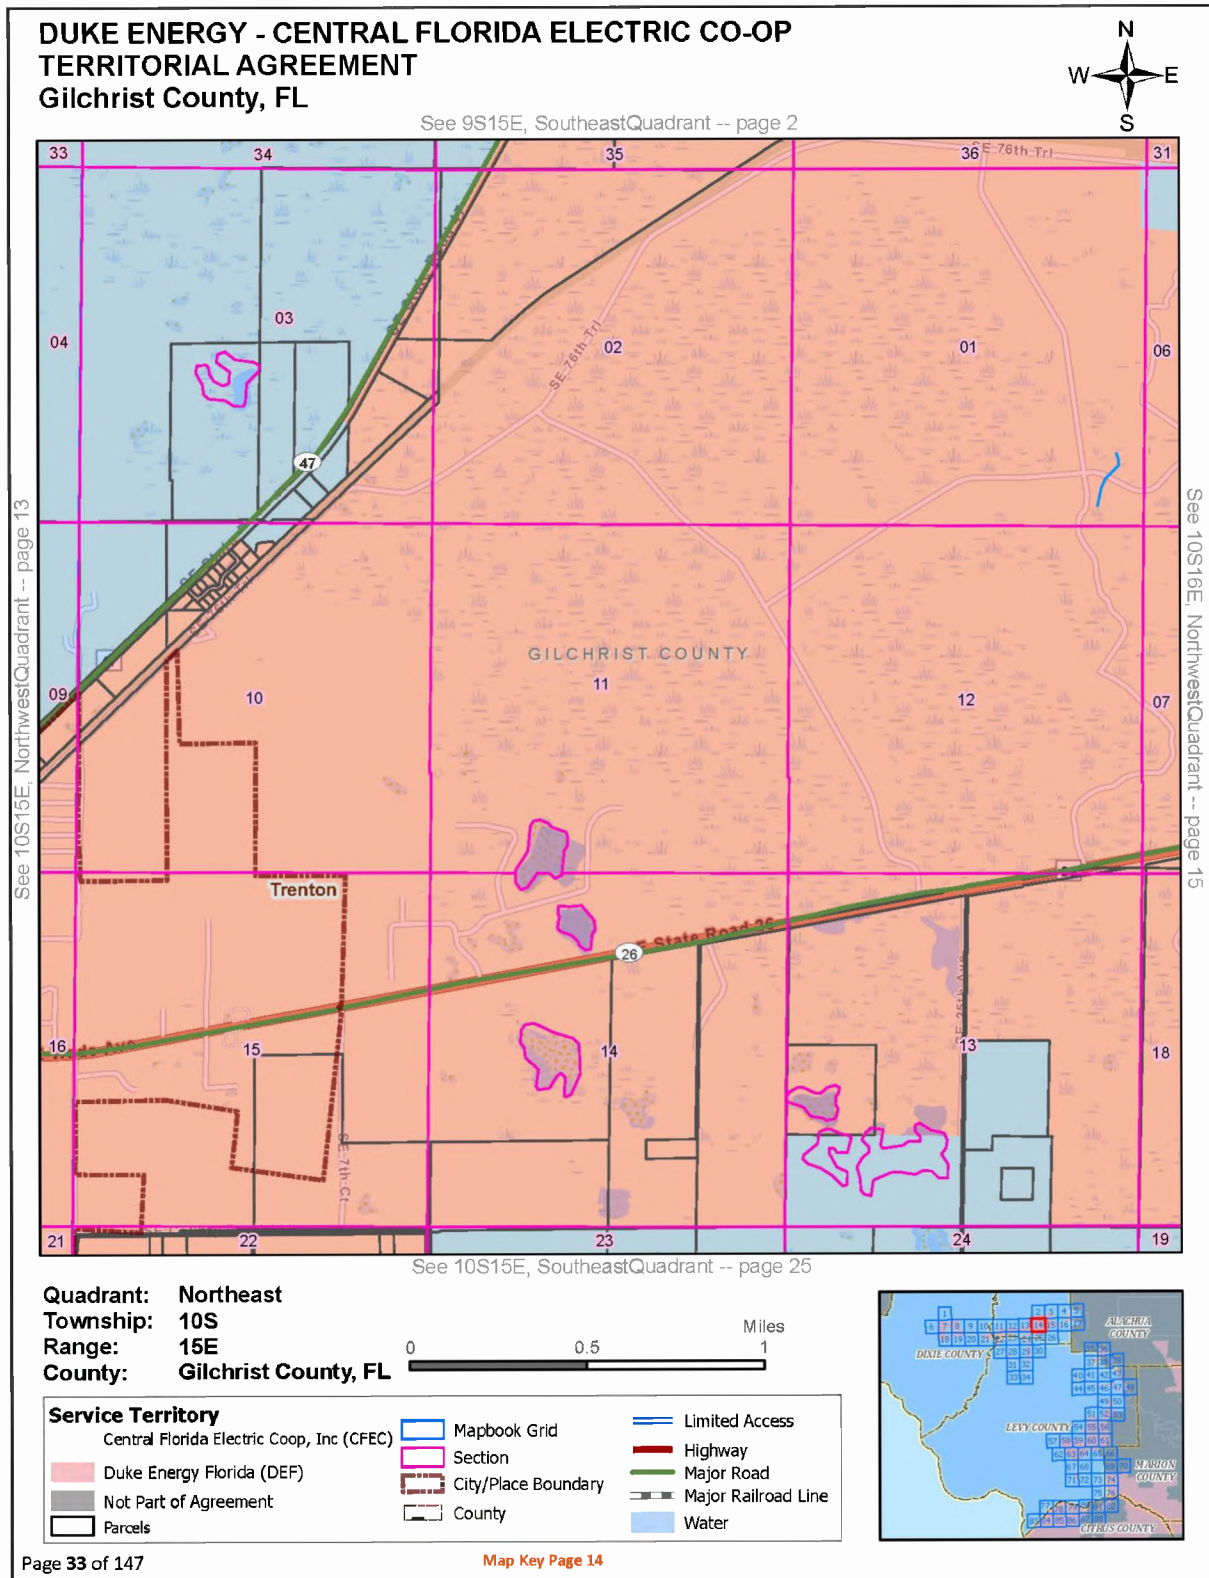 DUKE ENERGY - CENTRAL FLORIDA ELECTRIC CO-OP
TERRITORIAL AGREEMENT
Gilchrist County, FL
N
W E
S
See 9S15E, SoutheastQuadrant -- page 2
33 34 35 36 31
SE 76th Trl
03
04 02 01 06
SE 76th Trl
47
See 10S15E, NorthwestQuadrant -- page 13
See 10S16E, NorthwestQuadrant -- page 15
GILCHRIST COUNTY
09 10 11 12 07
Trenton
E State Road 26
26
SE 25th Ave
16 15 14 13 18
SE 7th Ct
21 22 23 24 19
See 10S15E, SoutheastQuadrant -- page 25
Quadrant: Northeast
Township: 10S
Range: 15E
County: Gilchrist County, FL
Miles
0 0.5 1
Service Territory
Central Florida Electric Coop, Inc (CFEC)
Duke Energy Florida (DEF)
Not Part of Agreement
Parcels
Mapbook Grid
Section
City/Place Boundary
County
Limited Access
Highway
Major Road
Major Railroad Line
Water
ALACHUA
COUNTY
DIXIE COUNTY
LEVY COUNTY
MARION
COUNTY
CITRUS COUNTY
Page 33 of 147
Map Key Page 14